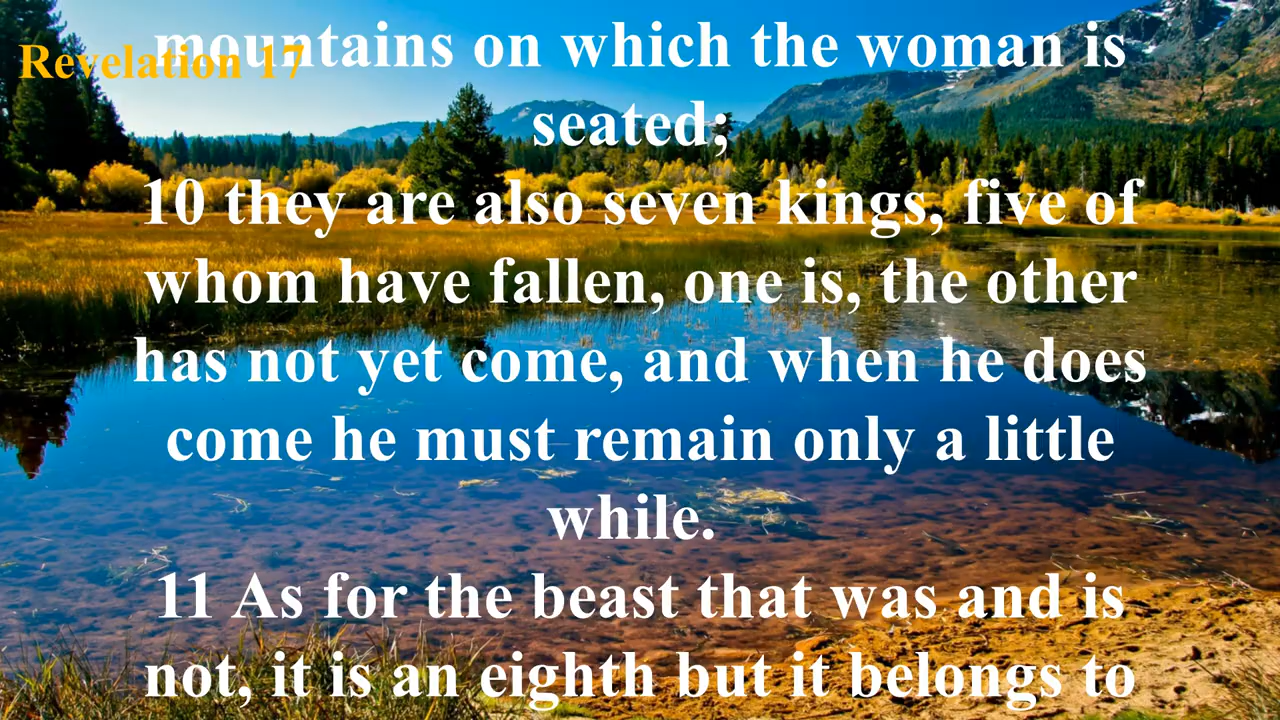 Revelation 17
mountains on which the woman is
seated;
10 they are also seven kings, five of
whom have fallen, one is, the other
has not yet come, and when he does
come he must remain only a little
while.
11 As for the beast that was and is
not, it is an eighth but it belongs to